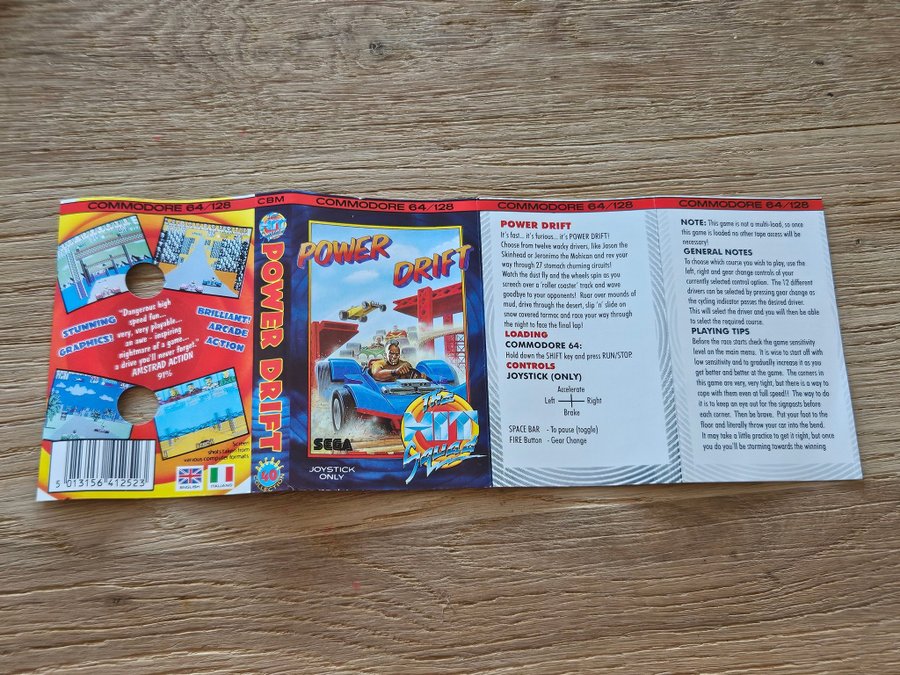 COMMODORE 64/128
STUNNING
GRAPHICS!
"Dangerous high
speed fun...
very, very playable...
an awe - inspiring
nightmare of a game...
a drive you'll never forget."
AMSTRAD ACTION
91%
BRILLIANT
ARCADE
ACTION
Screen
shots taken from
various computer formats
5 013156 412523
ENGLISH
ITALIANO
CBM
THE
HIT
SQUAD
POWER DRIFT
60
COLLECTION
COMMODORE 64/128
POWER
DRIFT
SEGA
THE
HIT
SQUAD
JOYSTICK
ONLY
COMMODORE 64/128
POWER DRIFT
It's fast... it's furious... it's POWER DRIFT!
Choose from twelve wacky drivers, like Jason the
Skinhead or Jeronimo the Mohican and rev your
way through 27 stomach churning circuits!
Watch the dust fly and the wheels spin as you
screech over a 'roller coaster' track and wave
goodbye to your opponents! Roar over mounds of
mud, drive through the desert, slip 'n' slide on
snow covered tarmac and race your way through
the night to face the final lap!
LOADING
COMMODORE 64:
Hold down the SHIFT key and press RUN/STOP.
CONTROLS
JOYSTICK (ONLY)
Accelerate
Left Right
Brake
SPACE BAR - To pause (toggle)
FIRE Button - Gear Change
COMMODORE 64/128
NOTE: This game is not a multi-load, so once
this game is loaded no other tape access will be
necessary!
GENERAL NOTES
To choose which course you wish to play, use the
left, right and gear change controls of your
currently selected control option. The 12 different
drivers can be selected by pressing gear change as
the cycling indicator passes the desired driver.
This will select the driver and you will then be able
to select the required course.
PLAYING TIPS
Before the race starts check the game sensitivity
level on the main menu. It is wise to start off with
low sensitivity and to gradually increase it as you
get better and better at the game. The corners in
this game are very, very tight, but there is a way to
cope with them even at full speed!! The way to do
it is to keep an eye out for the signposts before
each corner. Then be brave. Put your foot to the
floor and literally throw your car into the bend.
It may take a little practice to get it right, but once
you do you'll be storming towards the winning